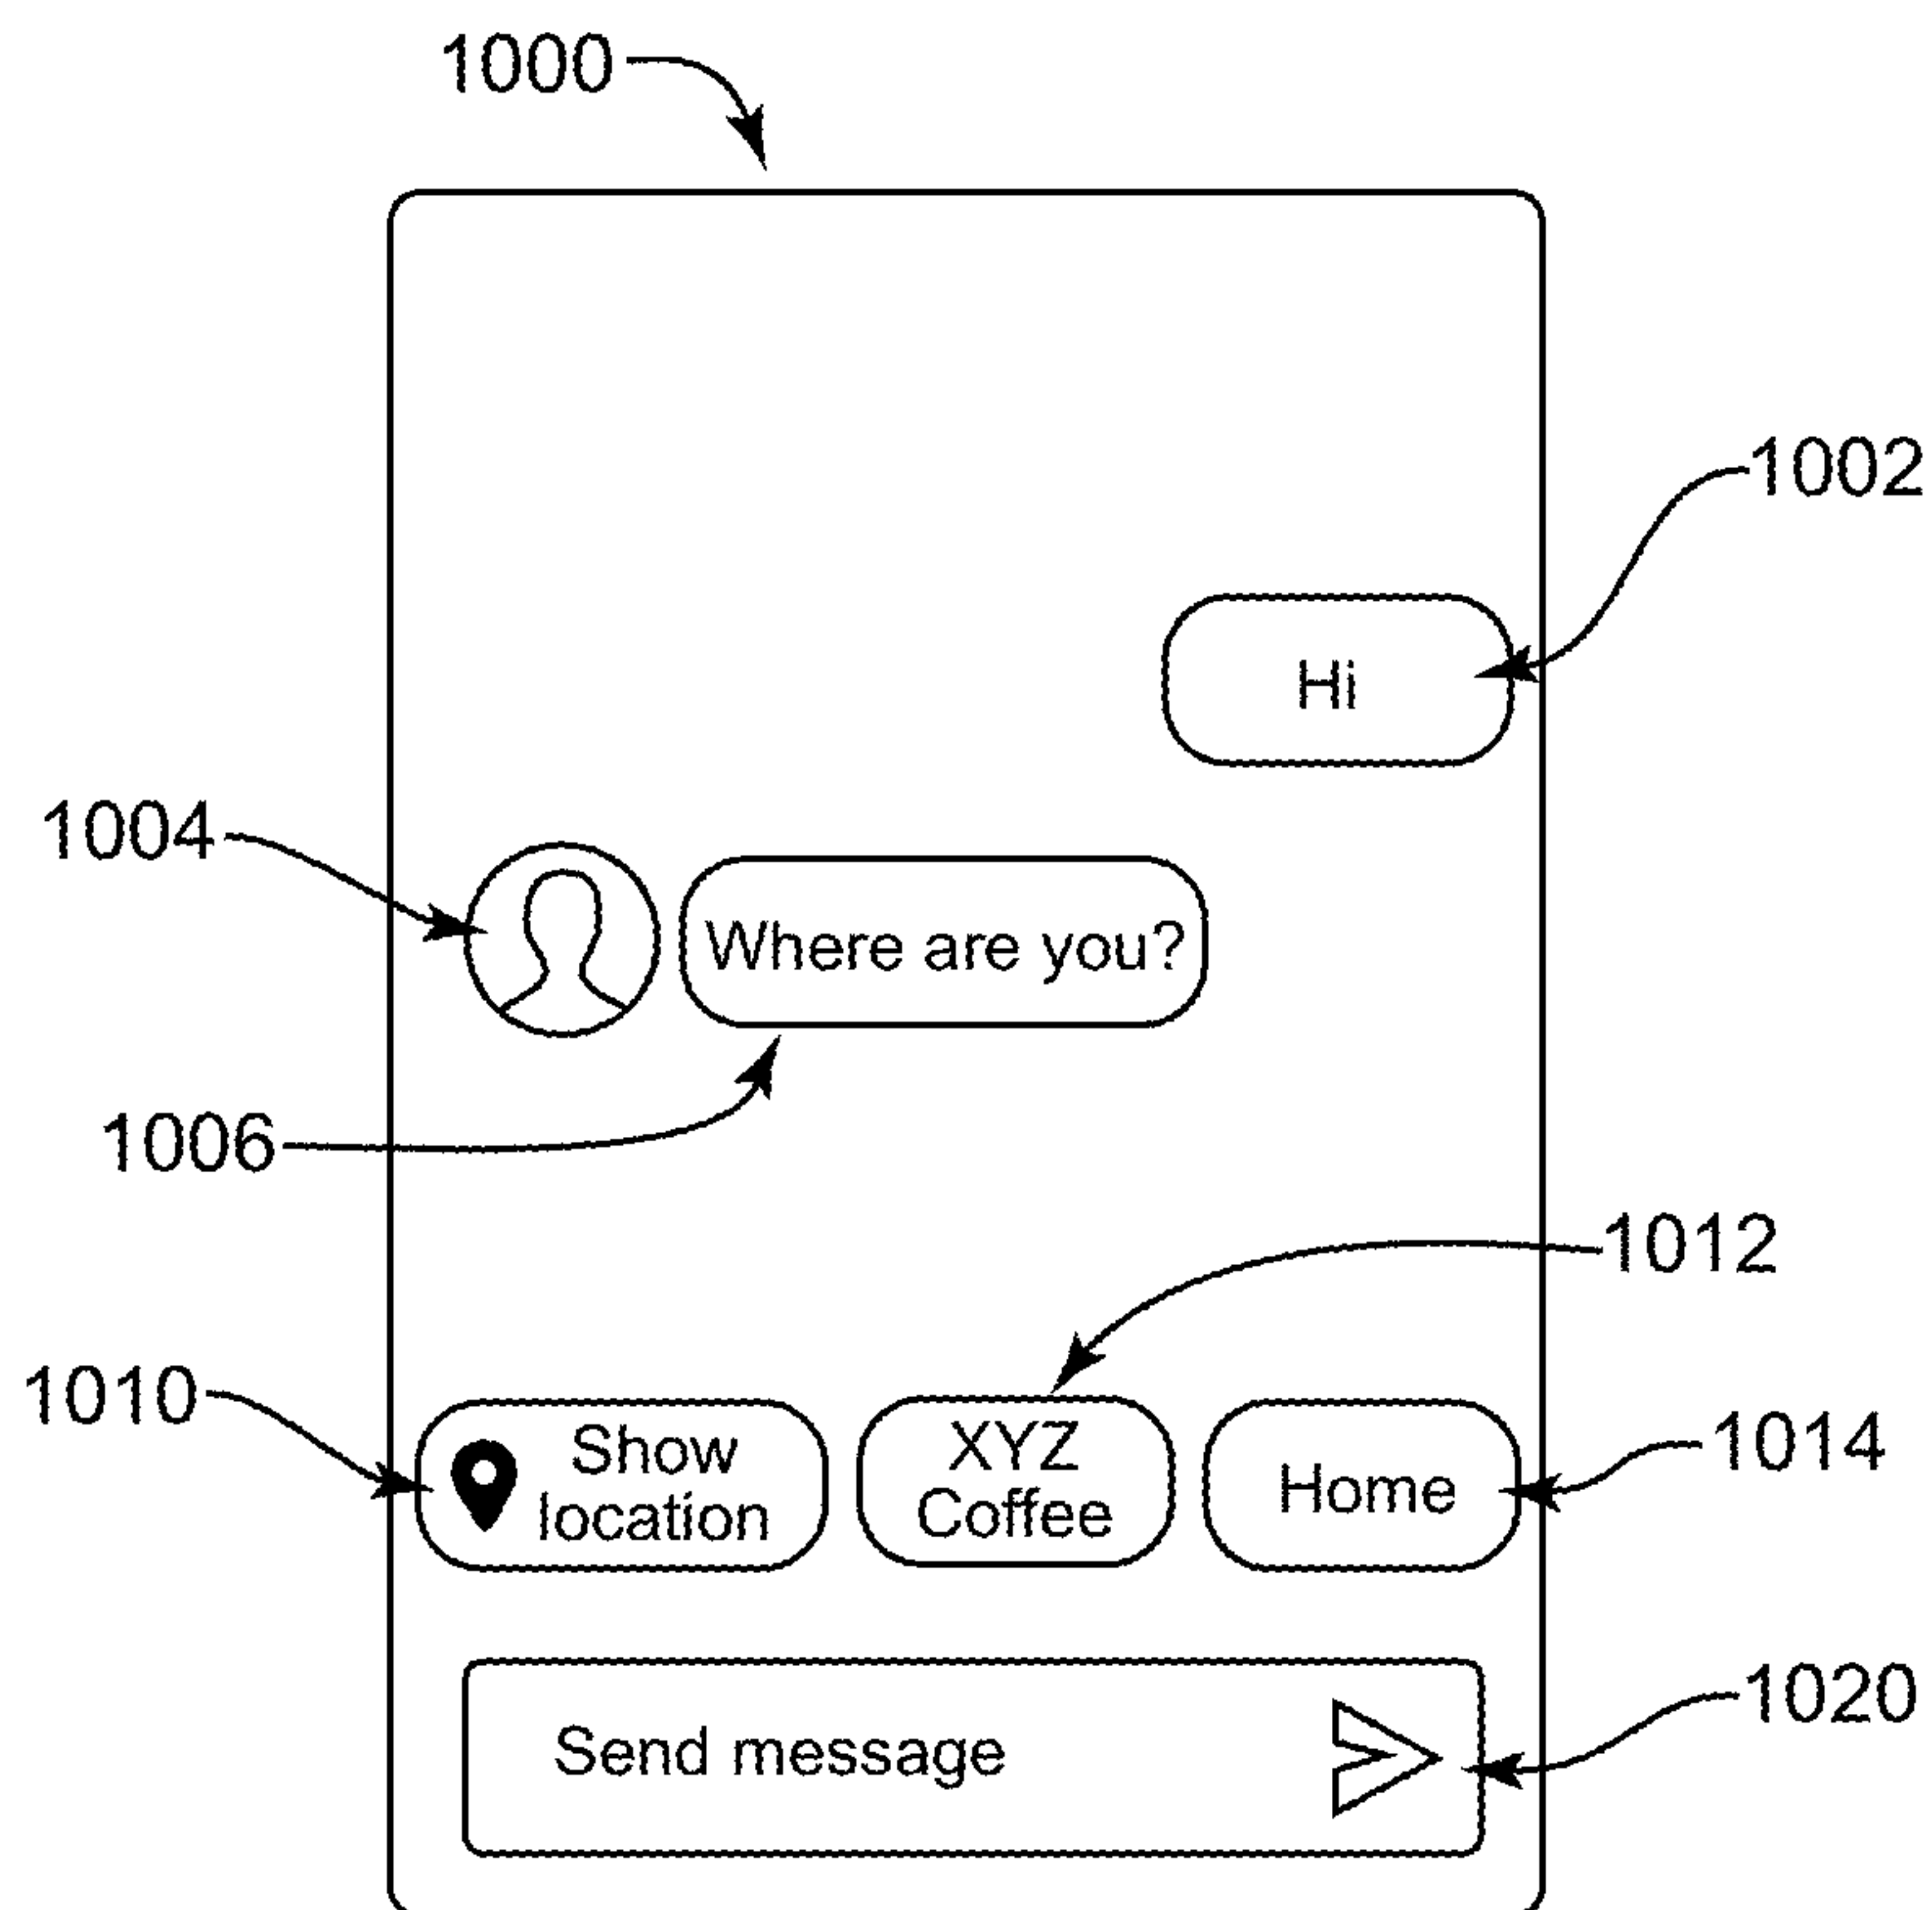 1000
1002
Hi
1004
Where are you?
1006
1012
1010
Show
location
XYZ
Coffee
Home
1014
Send message
1020